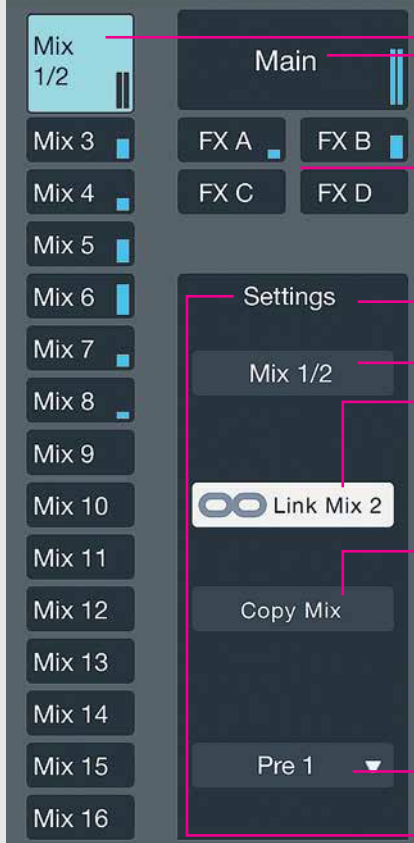 Mix
1/2
Mix 3
Mix 4
Mix 5
Mix 6
Mix 7
Mix 8
Mix 9
Mix 10
Mix 11
Mix 12
Mix 13
Mix 14
Mix 15
Mix 16
Main
FX A
FX B
FX C
FX D
Settings
Mix 1/2
Link Mix 2
Copy Mix
Pre 1